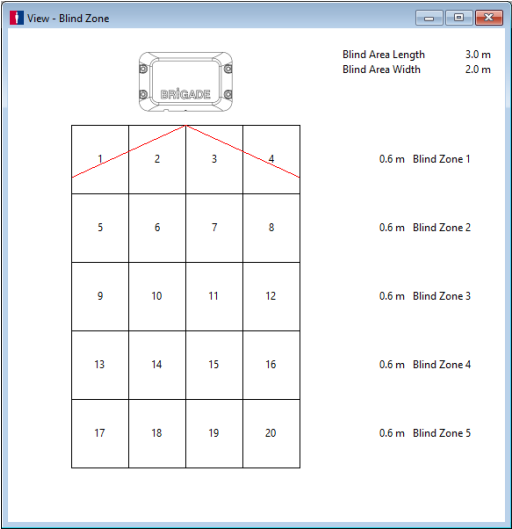 View - Blind Zone
Blind Area Length 3.0 m
Blind Area Width 2.0 m
BRIGADE
1 2 3 4 0.6 m Blind Zone 1
5 6 7 8 0.6 m Blind Zone 2
9 10 11 12 0.6 m Blind Zone 3
13 14 15 16 0.6 m Blind Zone 4
17 18 19 20 0.6 m Blind Zone 5